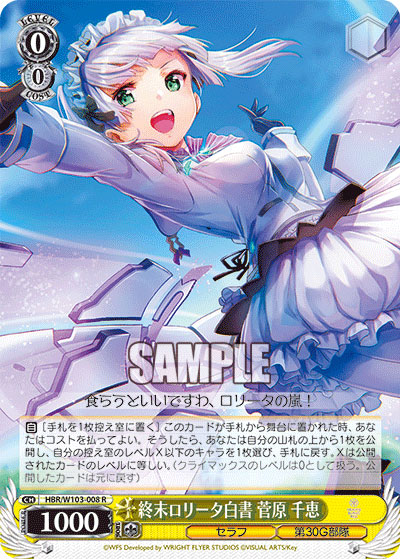 LEVEL
0
0
COST
SAMPLE
食らうといいですわ、ロリータの嵐！
自 [手札を1枚控え室に置く] このカードが手札から舞台に置かれた時、あな
たはコストを払ってよい。そうしたら、あなたは自分の山札の上から1枚を公
開し、自分の控え室のレベルX以下のキャラを1枚選び、手札に戻す。Xは公開
されたカードのレベルに等しい。（クライマックスのレベルは0として扱う。公開
したカードは元に戻す）
CH HBR/W103-008 R
終末ロリータ白書 菅原 千恵
1000
セラフ
第30G部隊
©WFS Developed by WRIGHT FLYER STUDIOS ©VISUAL ARTS/Key